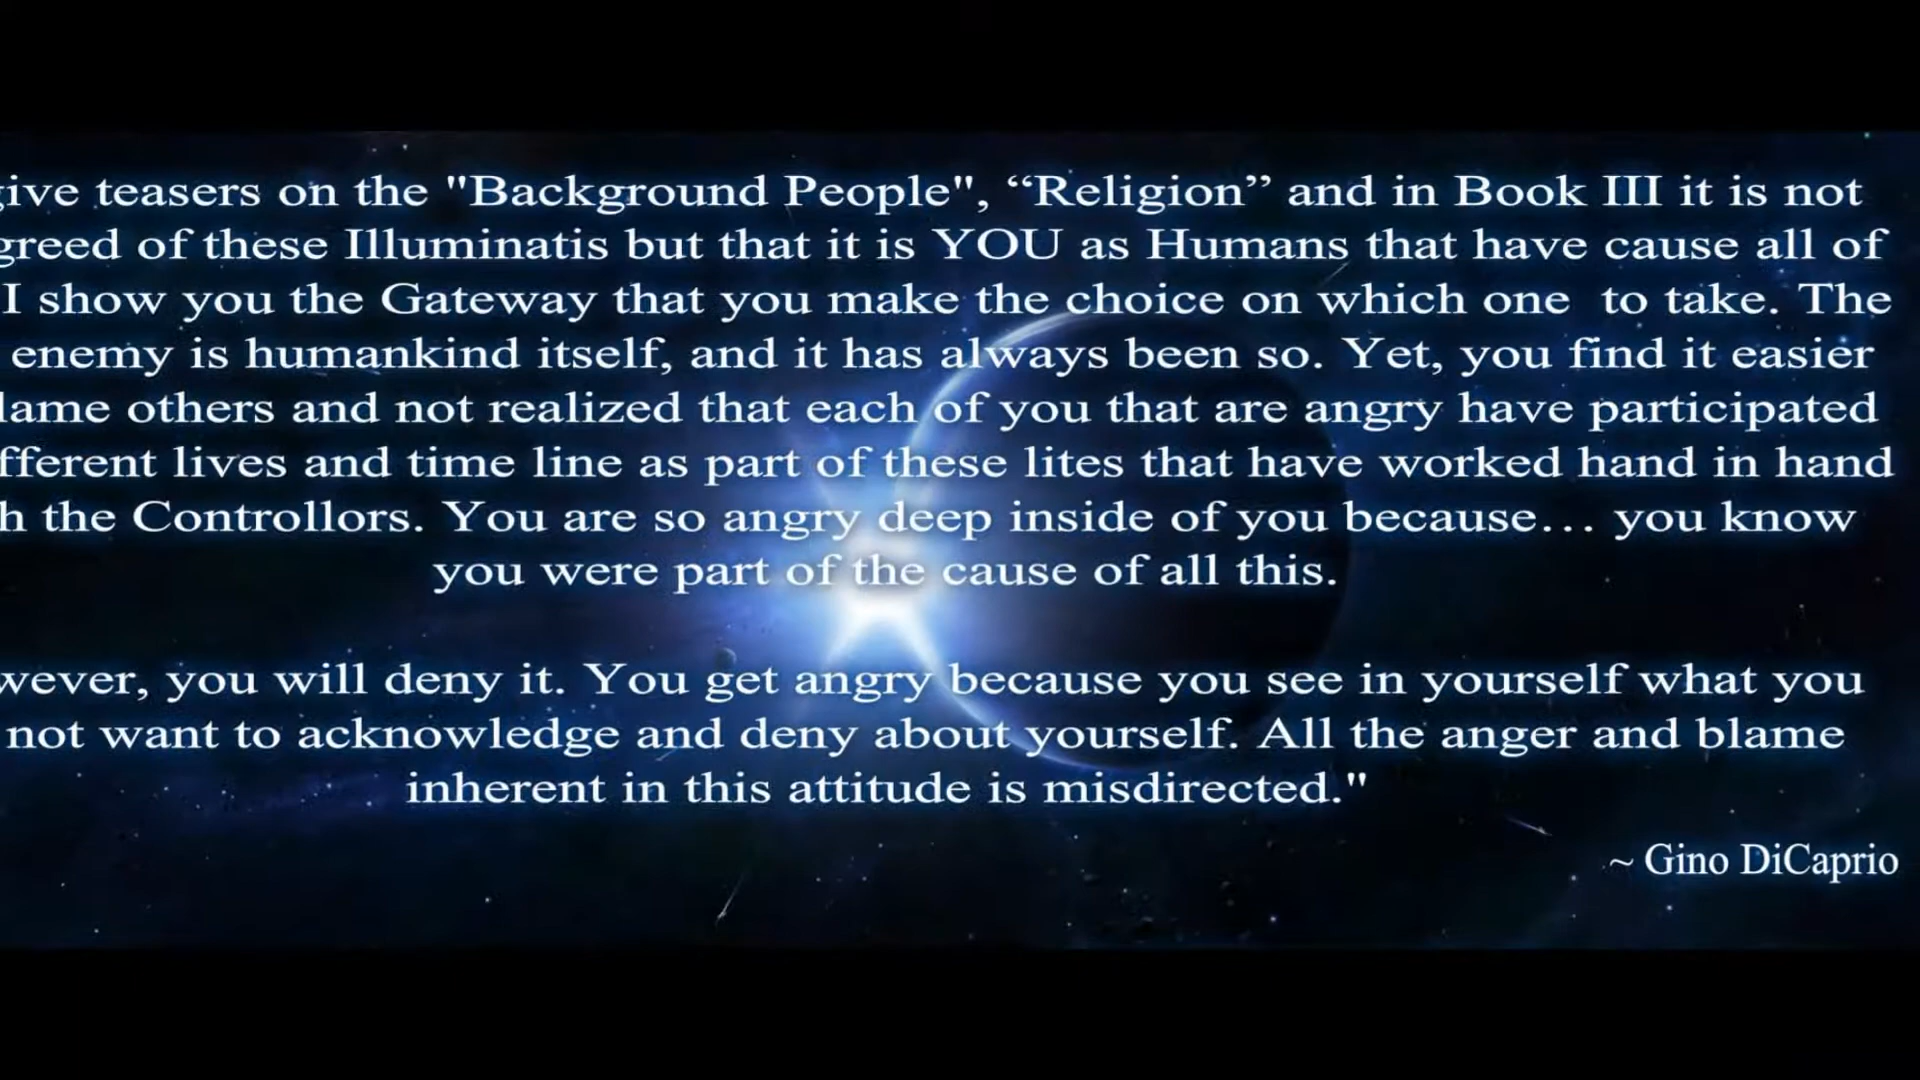 give teasers on the "Background People", “Religion” and in Book III it is not
greed of these Illuminatis but that it is YOU as Humans that have cause all of
I show you the Gateway that you make the choice on which one to take. The
enemy is humankind itself, and it has always been so. Yet, you find it easier
lame others and not realized that each of you that are angry have participated
fferent lives and time line as part of these lites that have worked hand in hand
h the Controllors. You are so angry deep inside of you because… you know
you were part of the cause of all this.
wever, you will deny it. You get angry because you see in yourself what you
not want to acknowledge and deny about yourself. All the anger and blame
inherent in this attitude is misdirected."
~ Gino DiCaprio